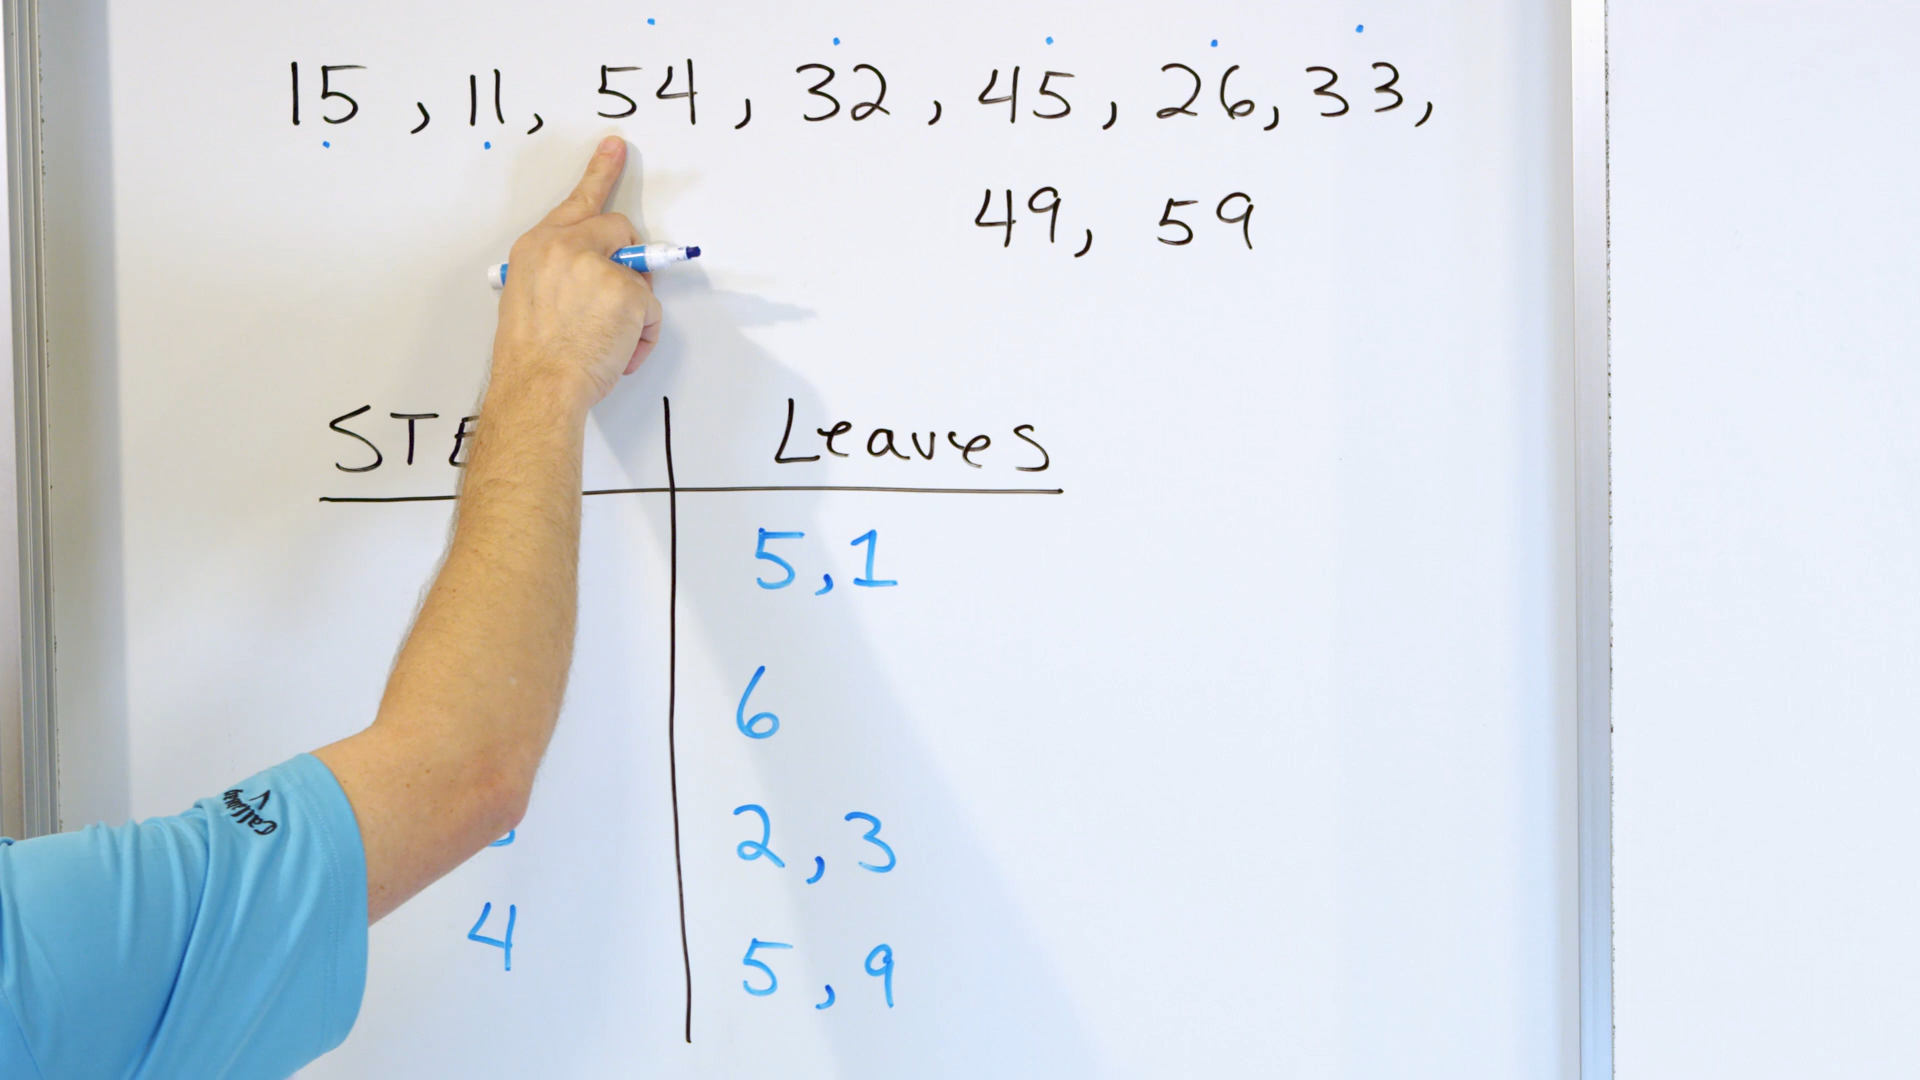 15 , 11, 54 , 32 , 45 , 26, 33,
49, 59
STE Leaves
5,1
6
2 , 3
4 5 , 9
Callaway